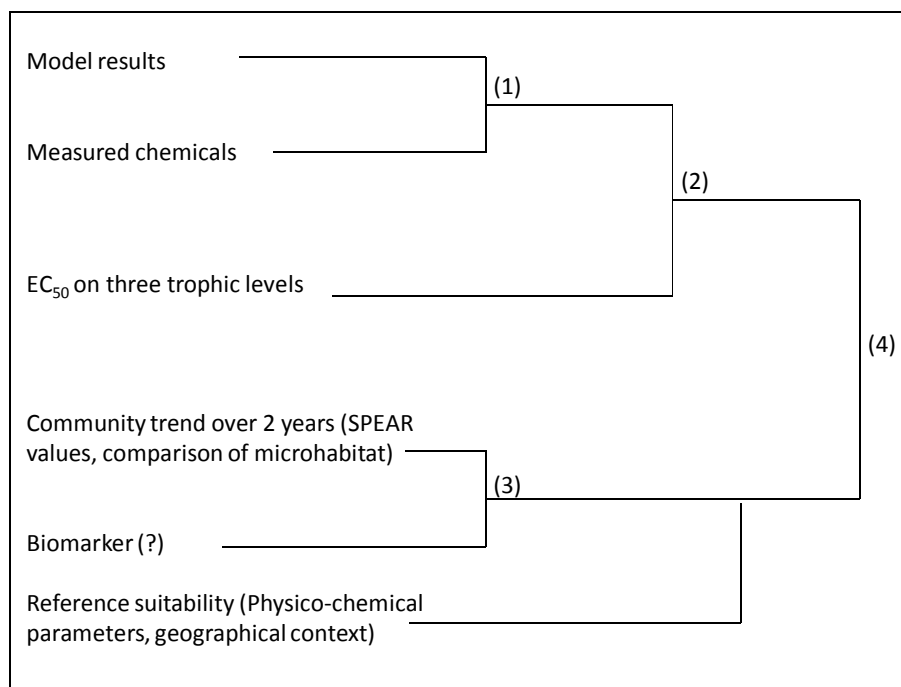 Model results
(1)
Measured chemicals
(2)
EC50 on three trophic levels
(4)
Community trend over 2 years (SPEAR
values, comparison of microhabitat)
(3)
Biomarker (?)
Reference suitability (Physico-chemical
parameters, geographical context)